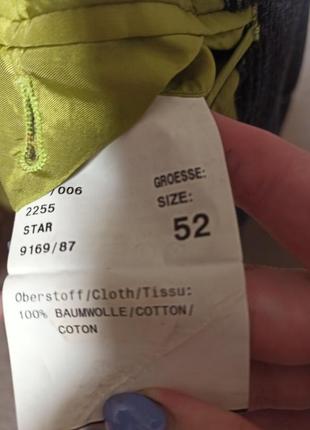 /006
2255
STAR
9169/87
GROESSE:
SIZE:
52
Oberstoff/Cloth/Tissu:
100% BAUMWOLLE/COTTON/
COTON